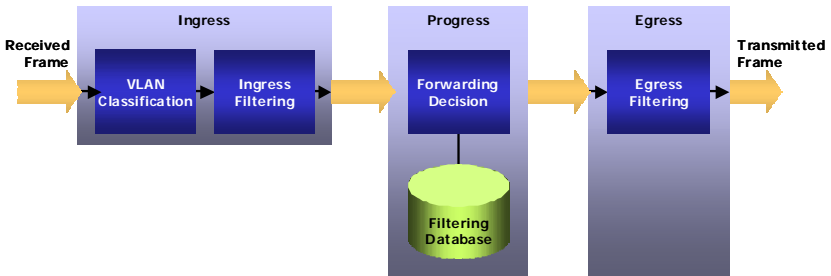 Ingress
Progress
Egress
Received
Frame
VLAN
Classification
Ingress
Filtering
Forwarding
Decision
Filtering
Database
Egress
Filtering
Transmitted
Frame